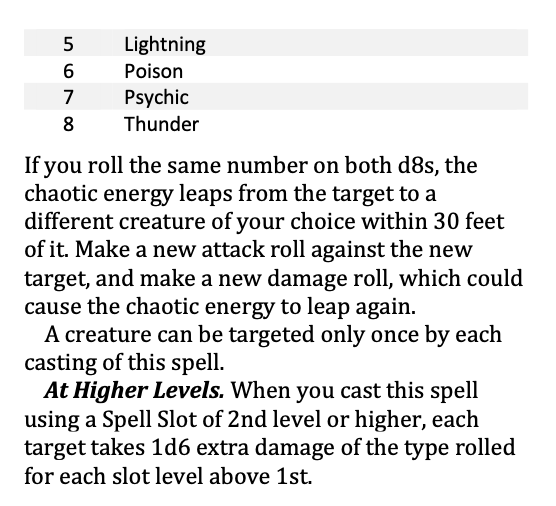 5 Lightning
6 Poison
7 Psychic
8 Thunder
If you roll the same number on both d8s, the
chaotic energy leaps from the target to a
different creature of your choice within 30 feet
of it. Make a new attack roll against the new
target, and make a new damage roll, which could
cause the chaotic energy to leap again.
A creature can be targeted only once by each
casting of this spell.
At Higher Levels. When you cast this spell
using a Spell Slot of 2nd level or higher, each
target takes 1d6 extra damage of the type rolled
for each slot level above 1st.